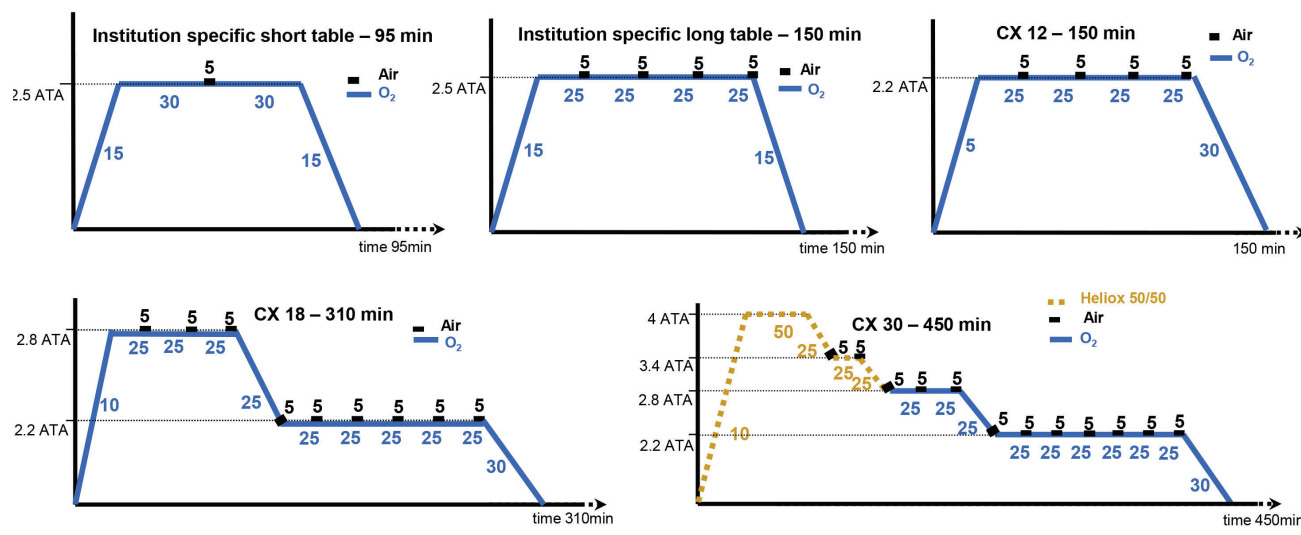 Institution specific short table – 95 min
5
Air
O₂
2.5 ATA
30 30
15 15
time 95min
Institution specific long table – 150 min
5 5 5 5
Air
O₂
2.5 ATA
25 25 25 25
15 15
time 150 min
CX 12 – 150 min
5 5 5 5
Air
O₂
2.2 ATA
25 25 25 25
5 30
150 min
CX 18 – 310 min
5 5 5
Air
O₂
2.8 ATA
25 25 25
10 25
5 5 5 5 5
2.2 ATA
25 25 25 25 25
30
time 310min
Heliox 50/50
Air
O₂
CX 30 – 450 min
4 ATA
50
25 5 5
3.4 ATA
25
25
5 5 5
2.8 ATA
25 25
10 25
5 5 5 5 5 5 5
2.2 ATA
25 25 25 25 25 25
30
time 450min